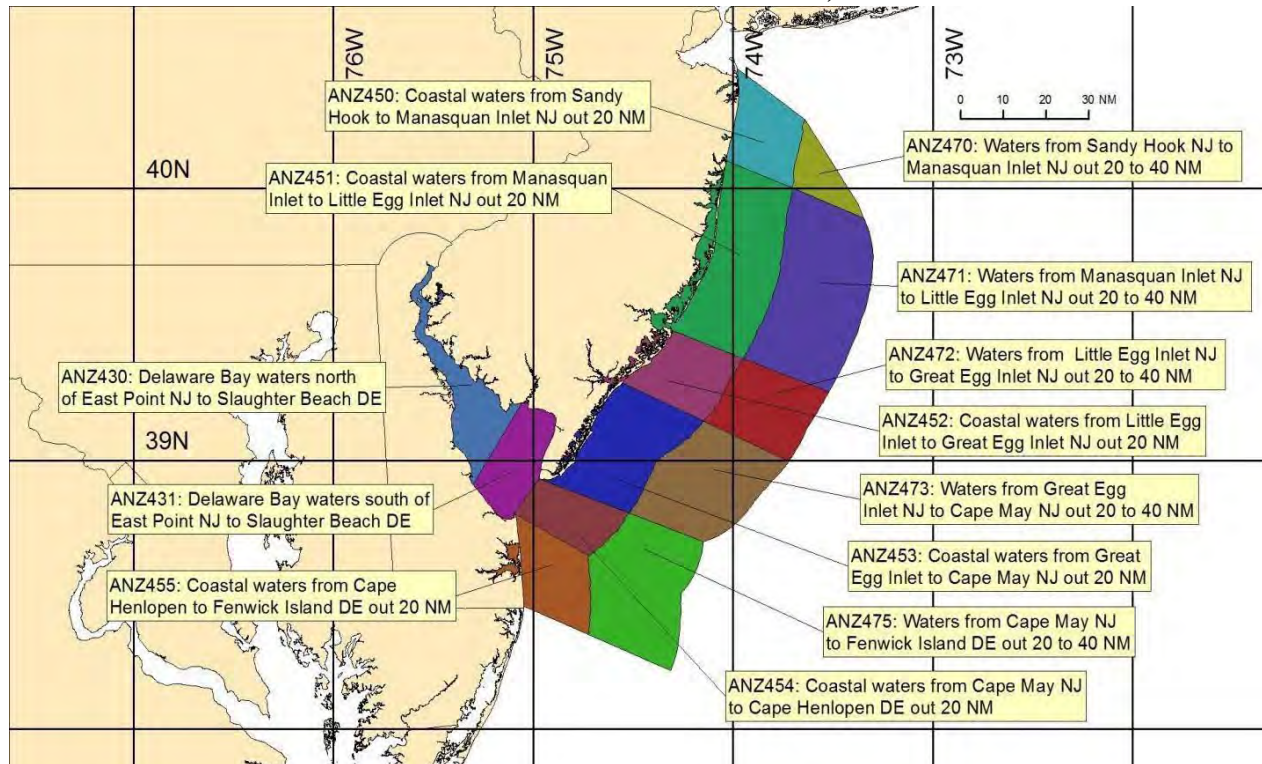 76W
75W
74W
73W
0 10 20 30 NM
ANZ450: Coastal waters from Sandy
Hook to Manasquan Inlet NJ out 20 NM
ANZ470: Waters from Sandy Hook NJ to
Manasquan Inlet NJ out 20 to 40 NM
40N
ANZ451: Coastal waters from Manasquan
Inlet to Little Egg Inlet NJ out 20 NM
ANZ471: Waters from Manasquan Inlet NJ
to Little Egg Inlet NJ out 20 to 40 NM
ANZ472: Waters from Little Egg Inlet NJ
to Great Egg Inlet NJ out 20 to 40 NM
ANZ430: Delaware Bay waters north
of East Point NJ to Slaughter Beach DE
ANZ452: Coastal waters from Little Egg
Inlet to Great Egg Inlet NJ out 20 NM
39N
ANZ473: Waters from Great Egg
Inlet NJ to Cape May NJ out 20 to 40 NM
ANZ431: Delaware Bay waters south of
East Point NJ to Slaughter Beach DE
ANZ453: Coastal waters from Great
Egg Inlet to Cape May NJ out 20 NM
ANZ455: Coastal waters from Cape
Henlopen to Fenwick Island DE out 20 NM
ANZ475: Waters from Cape May NJ
to Fenwick Island DE out 20 to 40 NM
ANZ454: Coastal waters from Cape May NJ
to Cape Henlopen DE out 20 NM